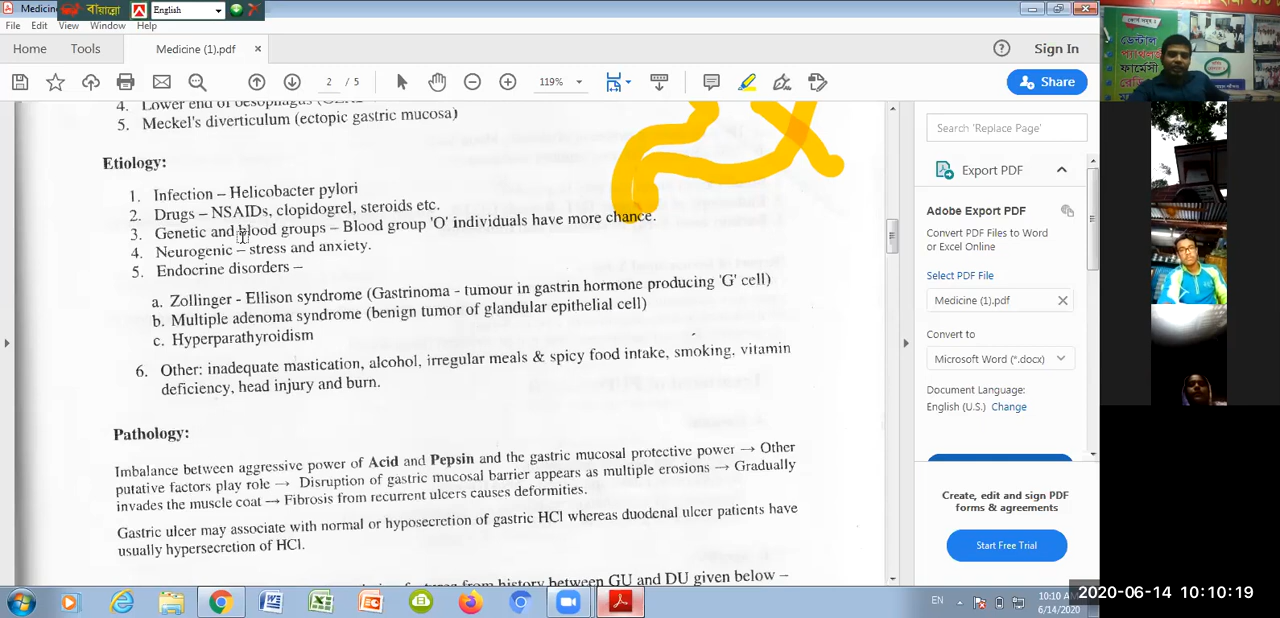 Medicin
বায়ান্নো
English
File Edit View Window Help
Home Tools Medicine (1).pdf × Sign In
2 / 5 119% Share
4. Lower end of oesophagus
5. Meckel's diverticulum (ectopic gastric mucosa)
Etiology:
1. Infection – Helicobacter pylori
2. Drugs – NSAIDs, clopidogrel, steroids etc.
3. Genetic and blood groups – Blood group 'O' individuals have more chance.
4. Neurogenic – stress and anxiety.
5. Endocrine disorders –
a. Zollinger - Ellison syndrome (Gastrinoma - tumour in gastrin hormone producing 'G' cell)
b. Multiple adenoma syndrome (benign tumor of glandular epithelial cell)
c. Hyperparathyroidism
6. Other: inadequate mastication, alcohol, irregular meals & spicy food intake, smoking, vitamin
deficiency, head injury and burn.
Pathology:
Imbalance between aggressive power of Acid and Pepsin and the gastric mucosal protective power → Other
putative factors play role → Disruption of gastric mucosal barrier appears as multiple erosions → Gradually
invades the muscle coat → Fibrosis from recurrent ulcers causes deformities.
Gastric ulcer may associate with normal or hyposecretion of gastric HCl whereas duodenal ulcer patients have
usually hypersecretion of HCl.
from history between GU and DU given below –
Search 'Replace Page'
Export PDF
Adobe Export PDF
Convert PDF Files to Word
or Excel Online
Select PDF File
Medicine (1).pdf
Convert to
Microsoft Word (*.docx)
Document Language:
English (U.S.) Change
Create, edit and sign PDF
forms & agreements
Start Free Trial
ডেন্টাল
প্যাথলজি
ফার্মেসী
EN
10:10 AM
6/14/2020
2020-06-14 10:10:19